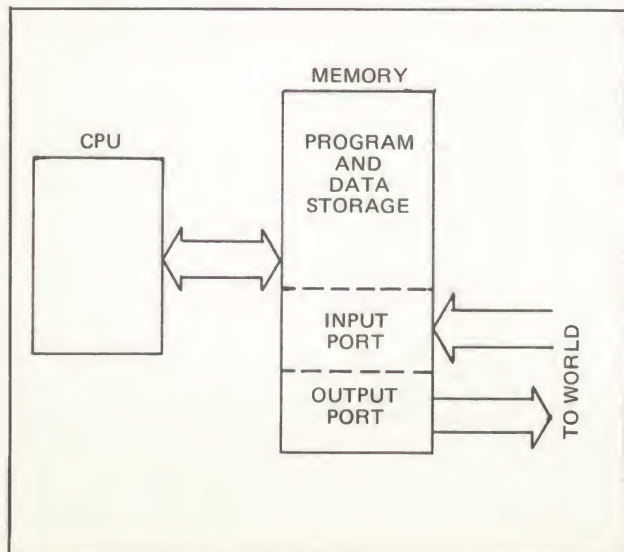 MEMORY
CPU
PROGRAM
AND
DATA
STORAGE
INPUT
PORT
OUTPUT
PORT
TO WORLD